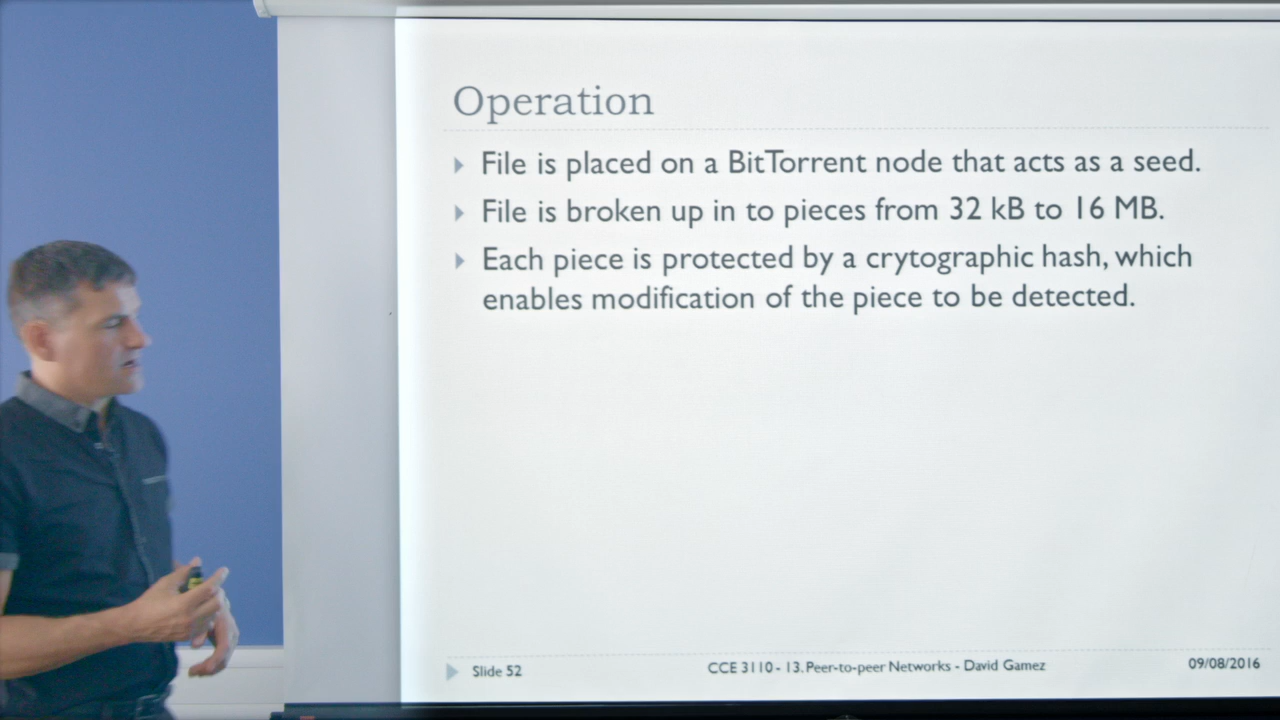 Operation
File is placed on a BitTorrent node that acts as a seed.
File is broken up in to pieces from 32 kB to 16 MB.
Each piece is protected by a crytographic hash, which
enables modification of the piece to be detected.
Slide 52
CCE 3110 - 13. Peer-to-peer Networks - David Gamez
09/08/2016